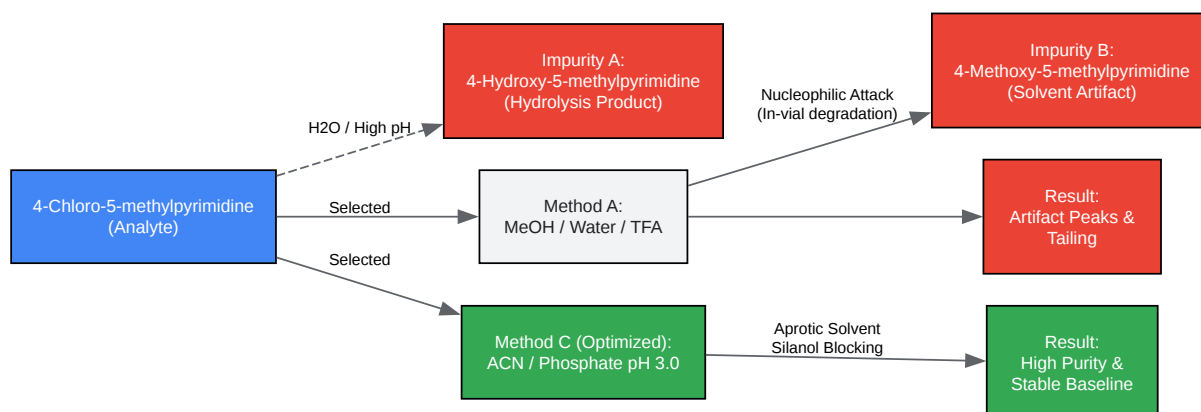 Impurity A:
4-Hydroxy-5-methylpyrimidine
(Hydrolysis Product)
Impurity B:
4-Methoxy-5-methylpyrimidine
(Solvent Artifact)
Nucleophilic Attack
(In-vial degradation)
H2O / High pH
4-Chloro-5-methylpyrimidine
(Analyte)
Selected
Method A:
MeOH / Water / TFA
Result:
Artifact Peaks &
Tailing
Selected
Method C (Optimized):
ACN / Phosphate pH 3.0
Aprotic Solvent
Silanol Blocking
Result:
High Purity &
Stable Baseline